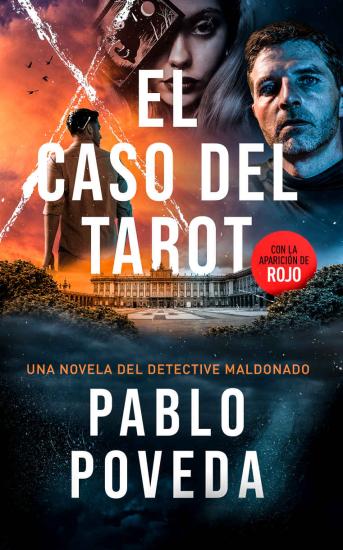 EL
CASO DEL
TAROT
CON LA
APARICIÓN DE
ROJO
UNA NOVELA DEL DETECTIVE MALDONADO
PABLO
POVEDA